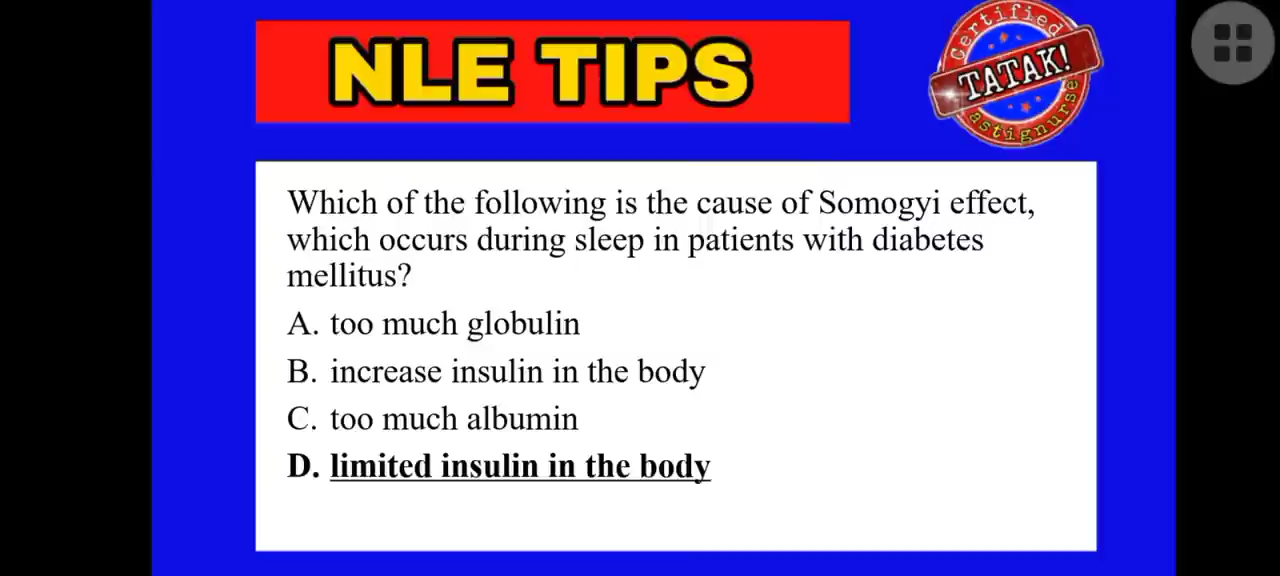 NLE TIPS
Certified
TATAK!
astignurse
Which of the following is the cause of Somogyi effect,
which occurs during sleep in patients with diabetes
mellitus?
A. too much globulin
B. increase insulin in the body
C. too much albumin
D. limited insulin in the body